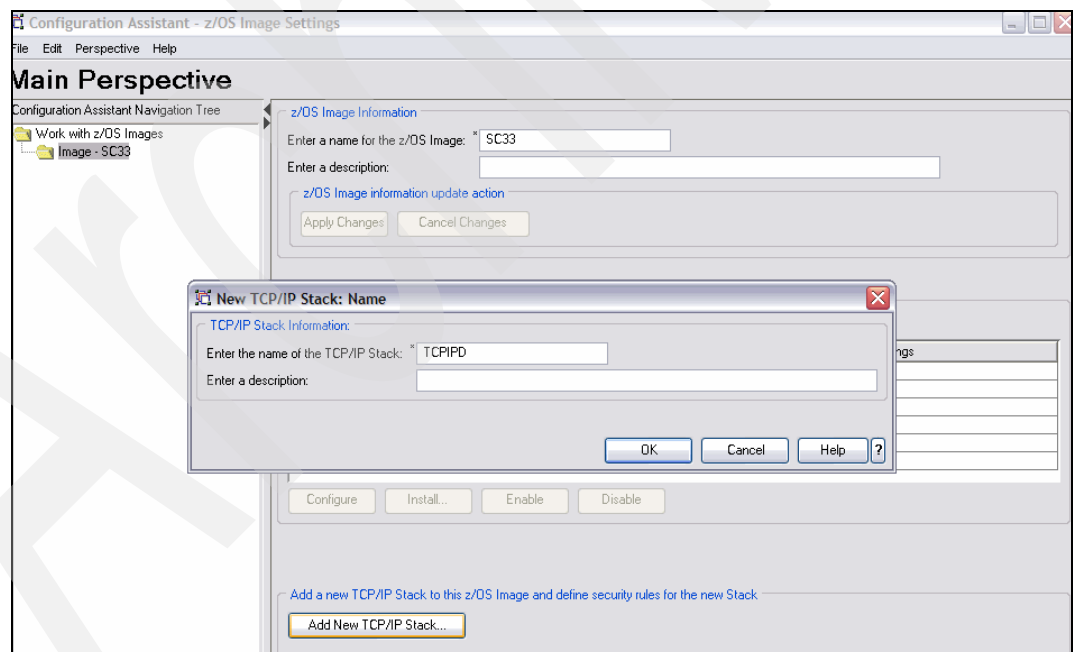 Configuration Assistant - z/OS Image Settings
File Edit Perspective Help
Main Perspective
Configuration Assistant Navigation Tree
Work with z/OS Images
Image - SC33
z/OS Image Information
Enter a name for the z/OS Image: * SC33
Enter a description:
z/OS Image information update action
Apply Changes Cancel Changes
New TCP/IP Stack: Name
TCP/IP Stack Information:
Enter the name of the TCP/IP Stack: * TCPIPD
Enter a description:
OK Cancel Help ?
Configure Install... Enable Disable
Add a new TCP/IP Stack to this z/OS Image and define security rules for the new Stack
Add New TCP/IP Stack...